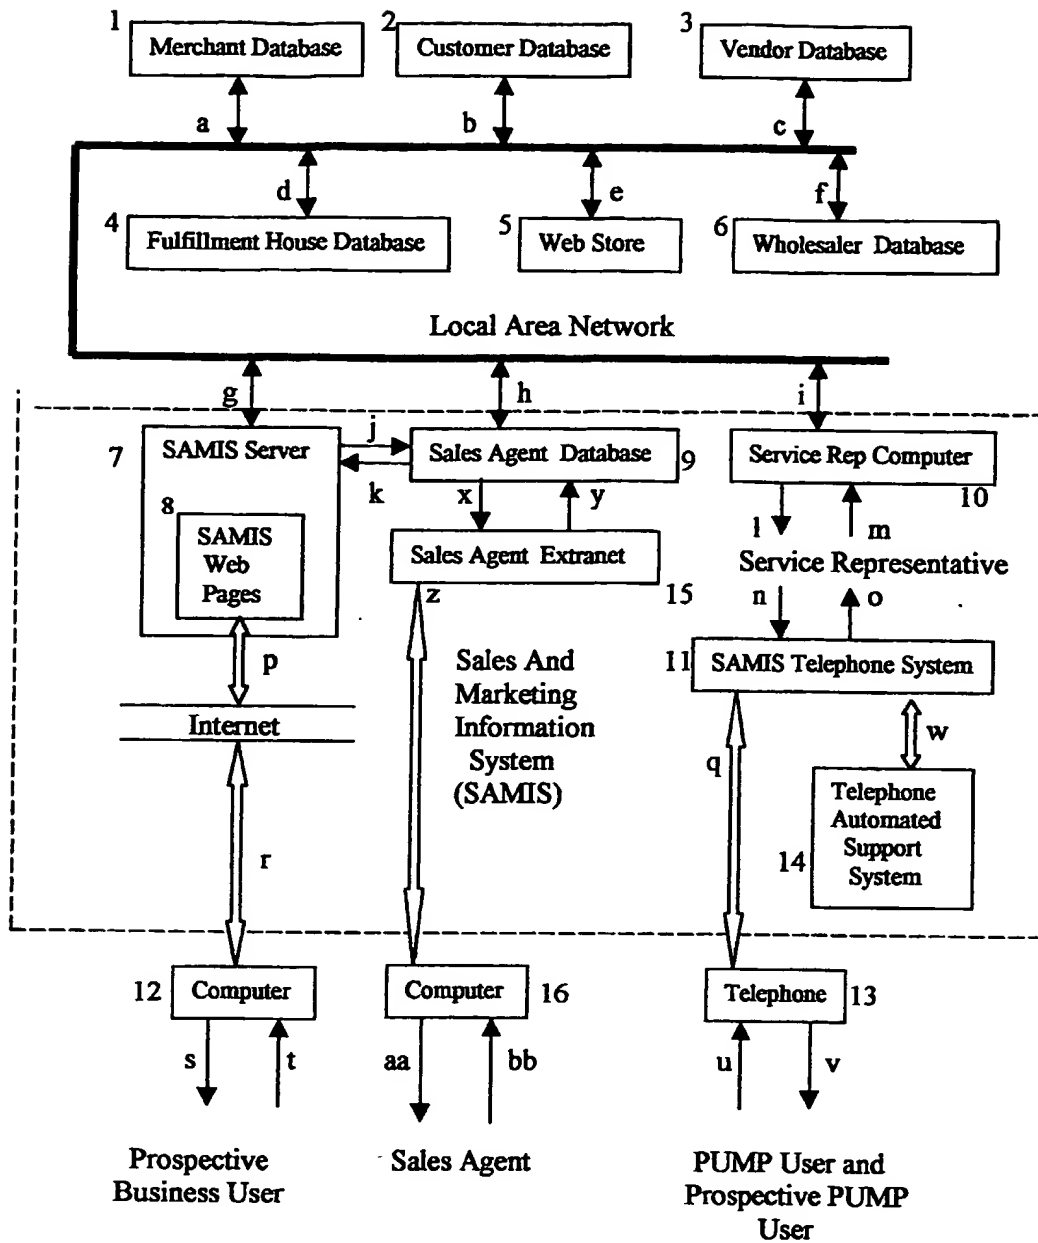 1 Merchant Database
2 Customer Database
3 Vendor Database
a
b
c
d
e
f
4 Fulfillment House Database
5 Web Store
6 Wholesaler Database
Local Area Network
g
h
i
7 SAMIS Server
j
k
Sales Agent Database 9
Service Rep Computer
10
8
SAMIS
Web
Pages
x
y
l
m
Sales Agent Extranet
15
Service Representative
z
n
o
p
11 SAMIS Telephone System
Sales And
Marketing
Information
System
(SAMIS)
Internet
q
w
r
14
Telephone
Automated
Support
System
12 Computer
Computer 16
Telephone 13
s
t
aa
bb
u
v
Prospective
Business User
Sales Agent
PUMP User and
Prospective PUMP
User